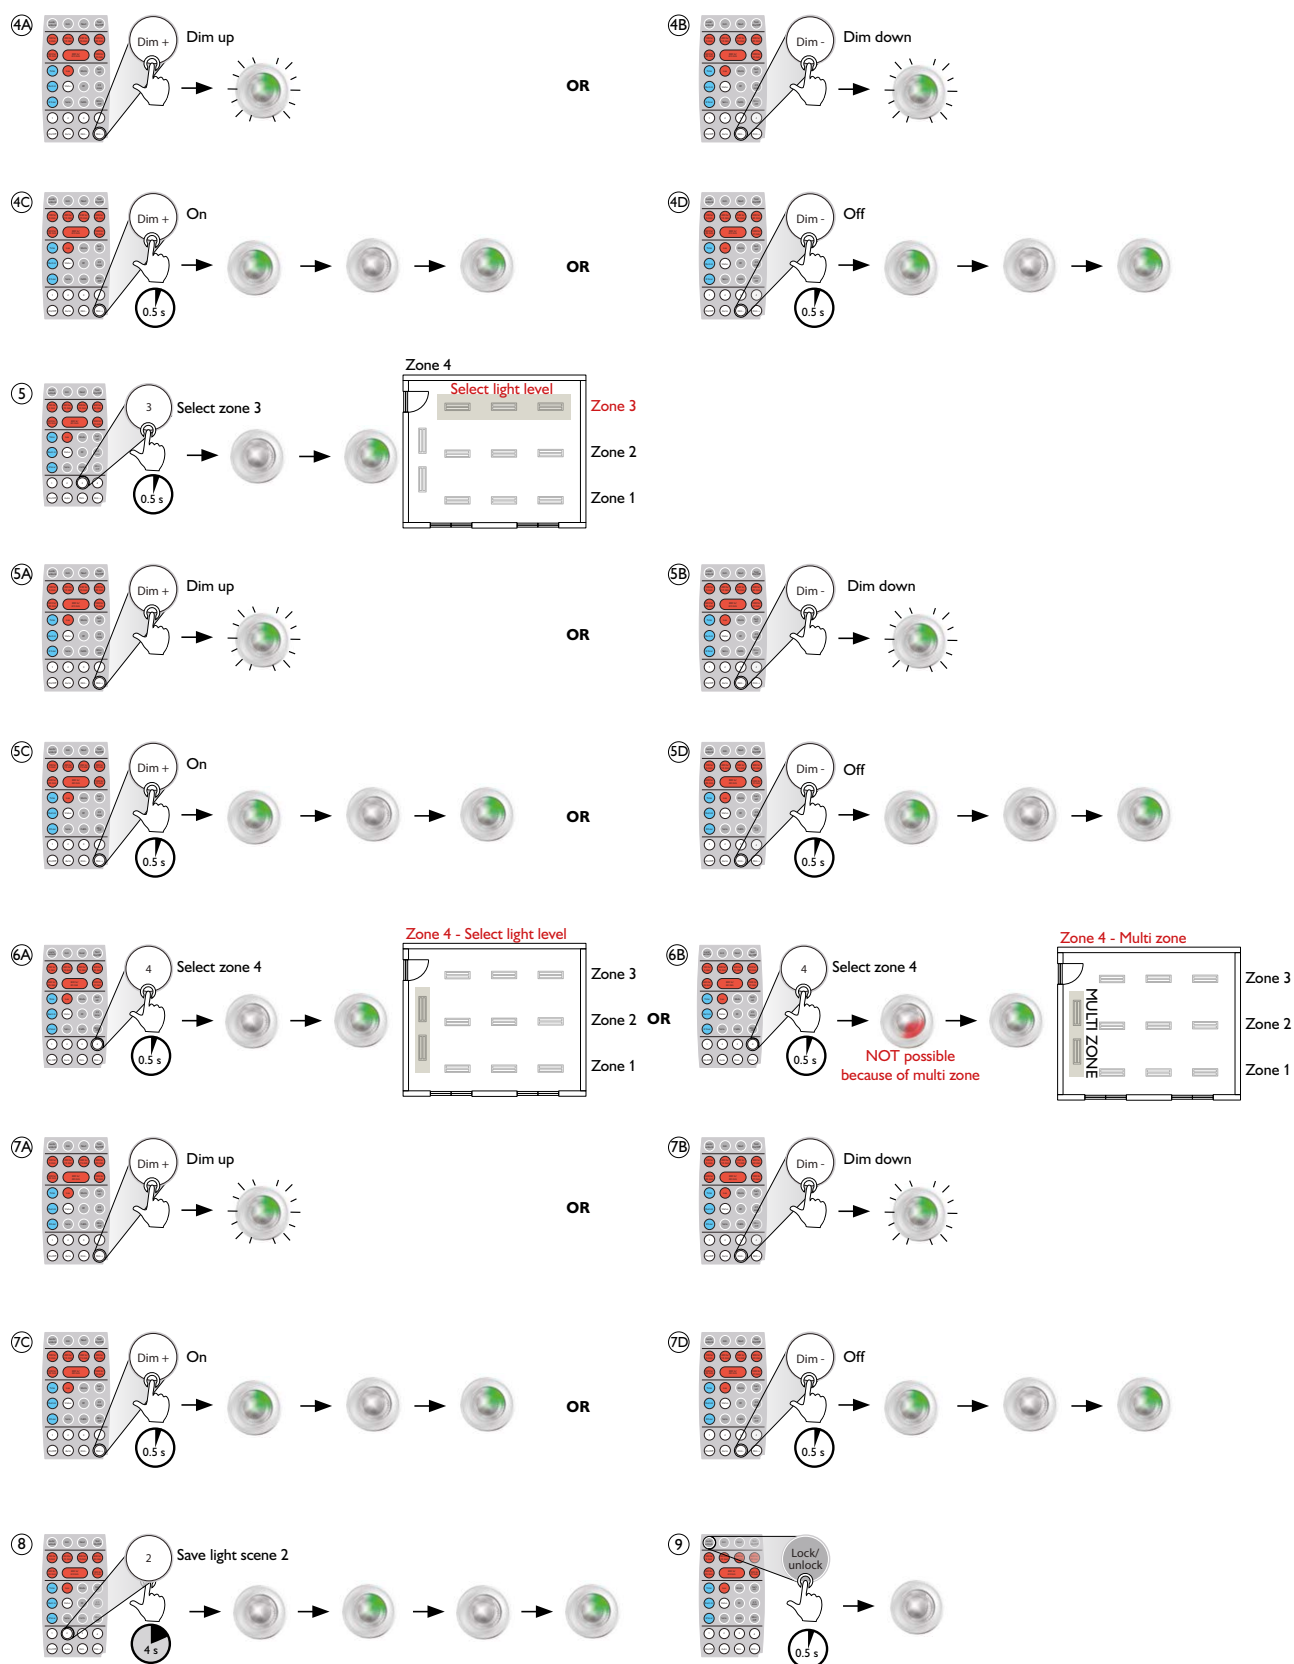 4A
Dim +
Dim up
OR
4B
Dim -
Dim down
4C
Dim +
On
0.5 s
OR
4D
Dim -
Off
0.5 s
5
3
Select zone 3
0.5 s
Zone 4
Select light level
Zone 3
Zone 2
Zone 1
5A
Dim +
Dim up
OR
5B
Dim -
Dim down
5C
Dim +
On
0.5 s
OR
5D
Dim -
Off
0.5 s
6A
4
Select zone 4
0.5 s
Zone 4 - Select light level
Zone 3
Zone 2
Zone 1
OR
6B
4
Select zone 4
0.5 s
NOT possible
because of multi zone
Zone 4 - Multi zone
MULTI ZONE
Zone 3
Zone 2
Zone 1
7A
Dim +
Dim up
OR
7B
Dim -
Dim down
7C
Dim +
On
0.5 s
OR
7D
Dim -
Off
0.5 s
8
2
Save light scene 2
4 s
9
Lock/
unlock
0.5 s